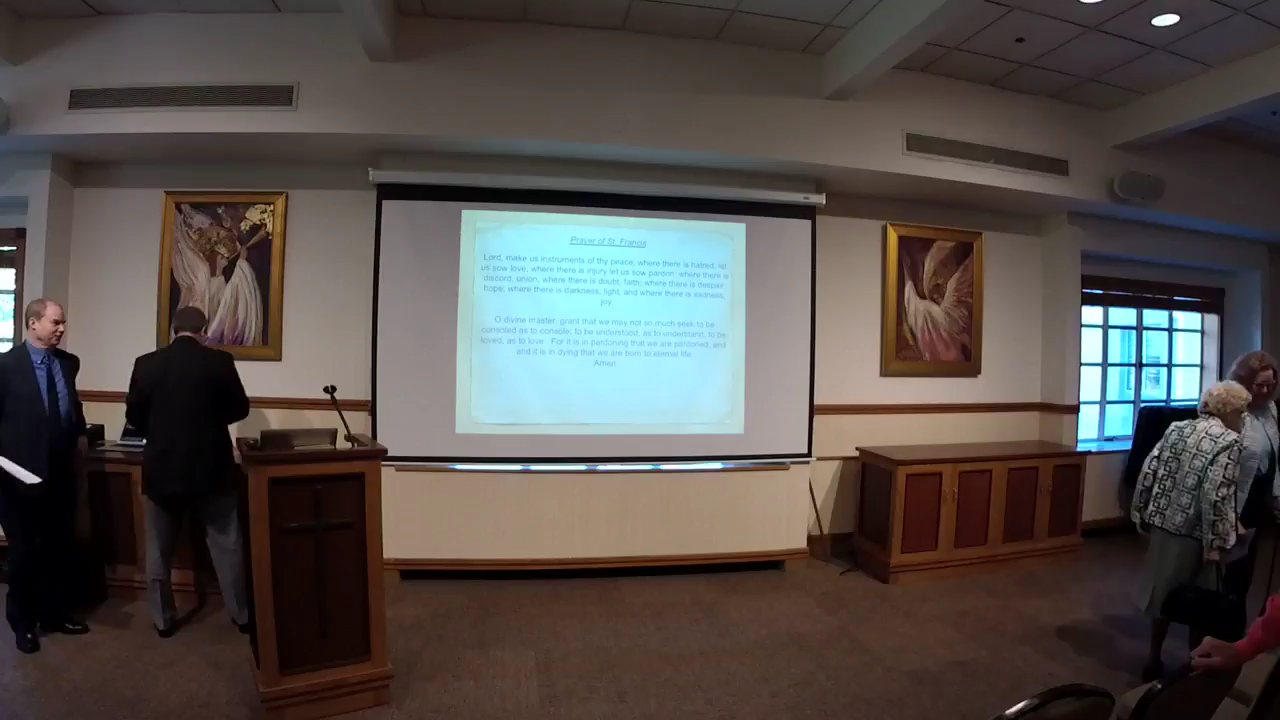 Prayer of St. Francis
Lord, make us instruments of thy peace; where there is hatred, let
us sow love; where there is injury let us sow pardon; where there is
discord, union, where there is doubt, faith; where there is despair
hope; where there is darkness, light, and where there is sadness,
joy.
O divine master, grant that we may not so much seek to be
consoled as to console; to be understood, as to understand, to be
loved, as to love. For it is in pardoning that we are pardoned, and
and it is in dying that we are born to eternal life.
Amen